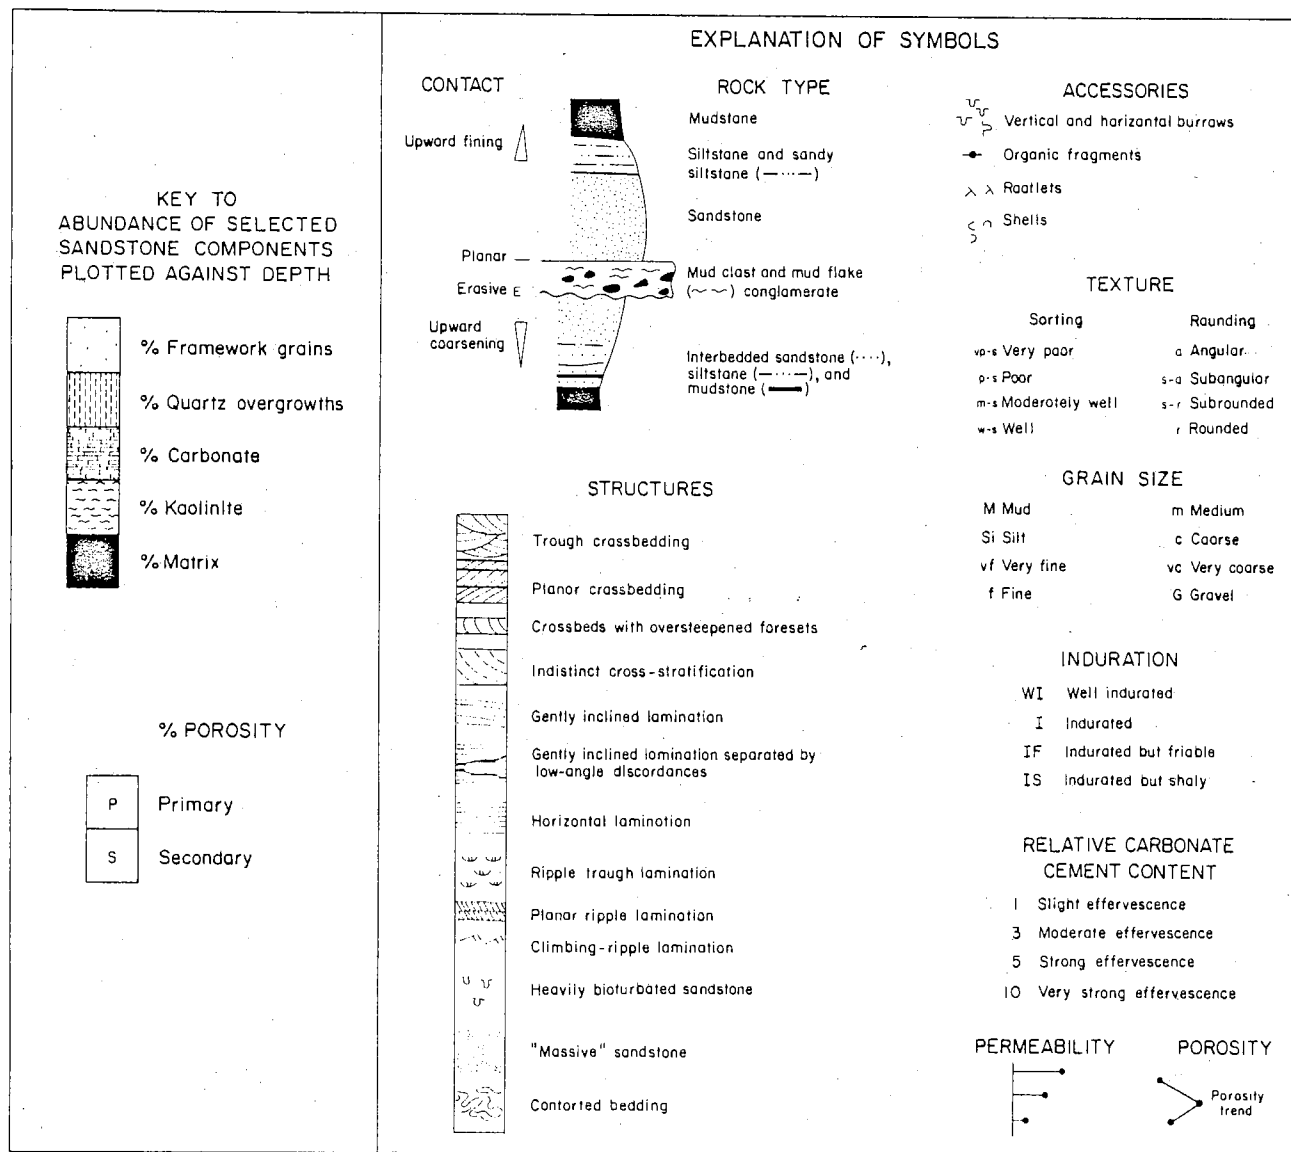 KEY TO
ABUNDANCE OF SELECTED
SANDSTONE COMPONENTS
PLOTTED AGAINST DEPTH
% Framework grains
% Quartz overgrowths
% Carbonate
% Kaolinite
% Matrix
% POROSITY
P Primary
S Secondary
EXPLANATION OF SYMBOLS
CONTACT
Upward fining
Planar
Erosive E
Upward
coarsening
ROCK TYPE
Mudstone
Siltstone and sandy
siltstone (—···—)
Sandstone
Mud clast and mud flake
(~ ~) conglomerate
Interbedded sandstone (····),
siltstone (—···—), and
mudstone (▬)
STRUCTURES
Trough crossbedding
Planar crossbedding
Crossbeds with oversteepened foresets
Indistinct cross-stratification
Gently inclined lamination
Gently inclined lamination separated by
low-angle discordances
Horizontal lamination
Ripple trough lamination
Planar ripple lamination
Climbing-ripple lamination
Heavily bioturbated sandstone
"Massive" sandstone
Contorted bedding
ACCESSORIES
Vertical and horizontal burrows
Organic fragments
Rootlets
Shells
TEXTURE
Sorting Rounding
vp-s Very poor a Angular
p-s Poor s-a Subangular
m-s Moderately well s-r Subrounded
w-s Well r Rounded
GRAIN SIZE
M Mud m Medium
Si Silt c Coarse
vf Very fine vc Very coarse
f Fine G Gravel
INDURATION
WI Well indurated
I Indurated
IF Indurated but friable
IS Indurated but shaly
RELATIVE CARBONATE
CEMENT CONTENT
1 Slight effervescence
3 Moderate effervescence
5 Strong effervescence
10 Very strong effervescence
PERMEABILITY POROSITY
Porosity
trend